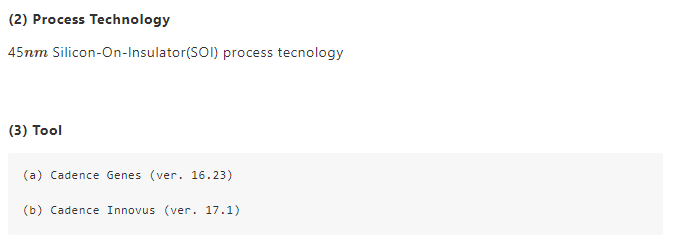 (2) Process Technology
45nm Silicon-On-Insulator(SOI) process tecnology
(3) Tool
(a) Cadence Genes (ver. 16.23)
(b) Cadence Innovus (ver. 17.1)